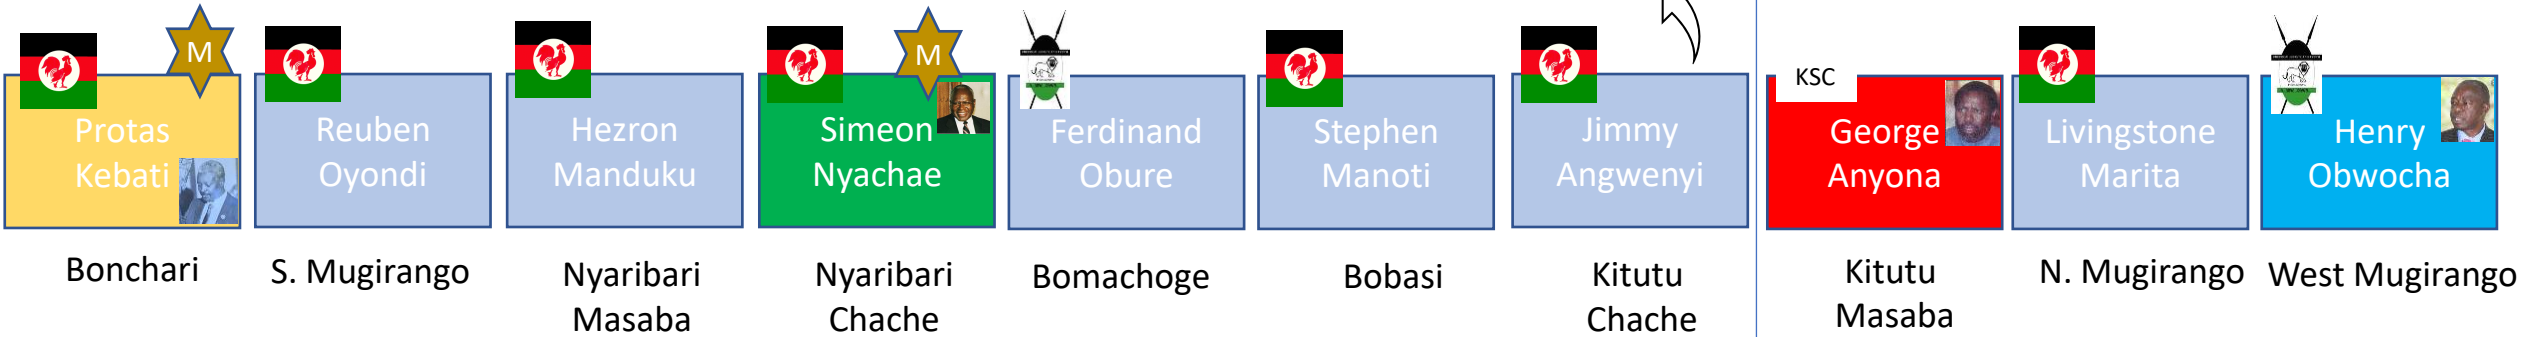 M
Protas
Kebati
Bonchari
Reuben
Oyondi
S. Mugirango
Hezron
Manduku
Nyaribari
Masaba
M
Simeon
Nyachae
Nyaribari
Chache
Ferdinand
Obure
Bomachoge
Stephen
Manoti
Bobasi
Jimmy
Angwenyi
Kitutu
Chache
KSC
George
Anyona
Kitutu
Masaba
Livingstone
Marita
N. Mugirango
Henry
Obwocha
West Mugirango